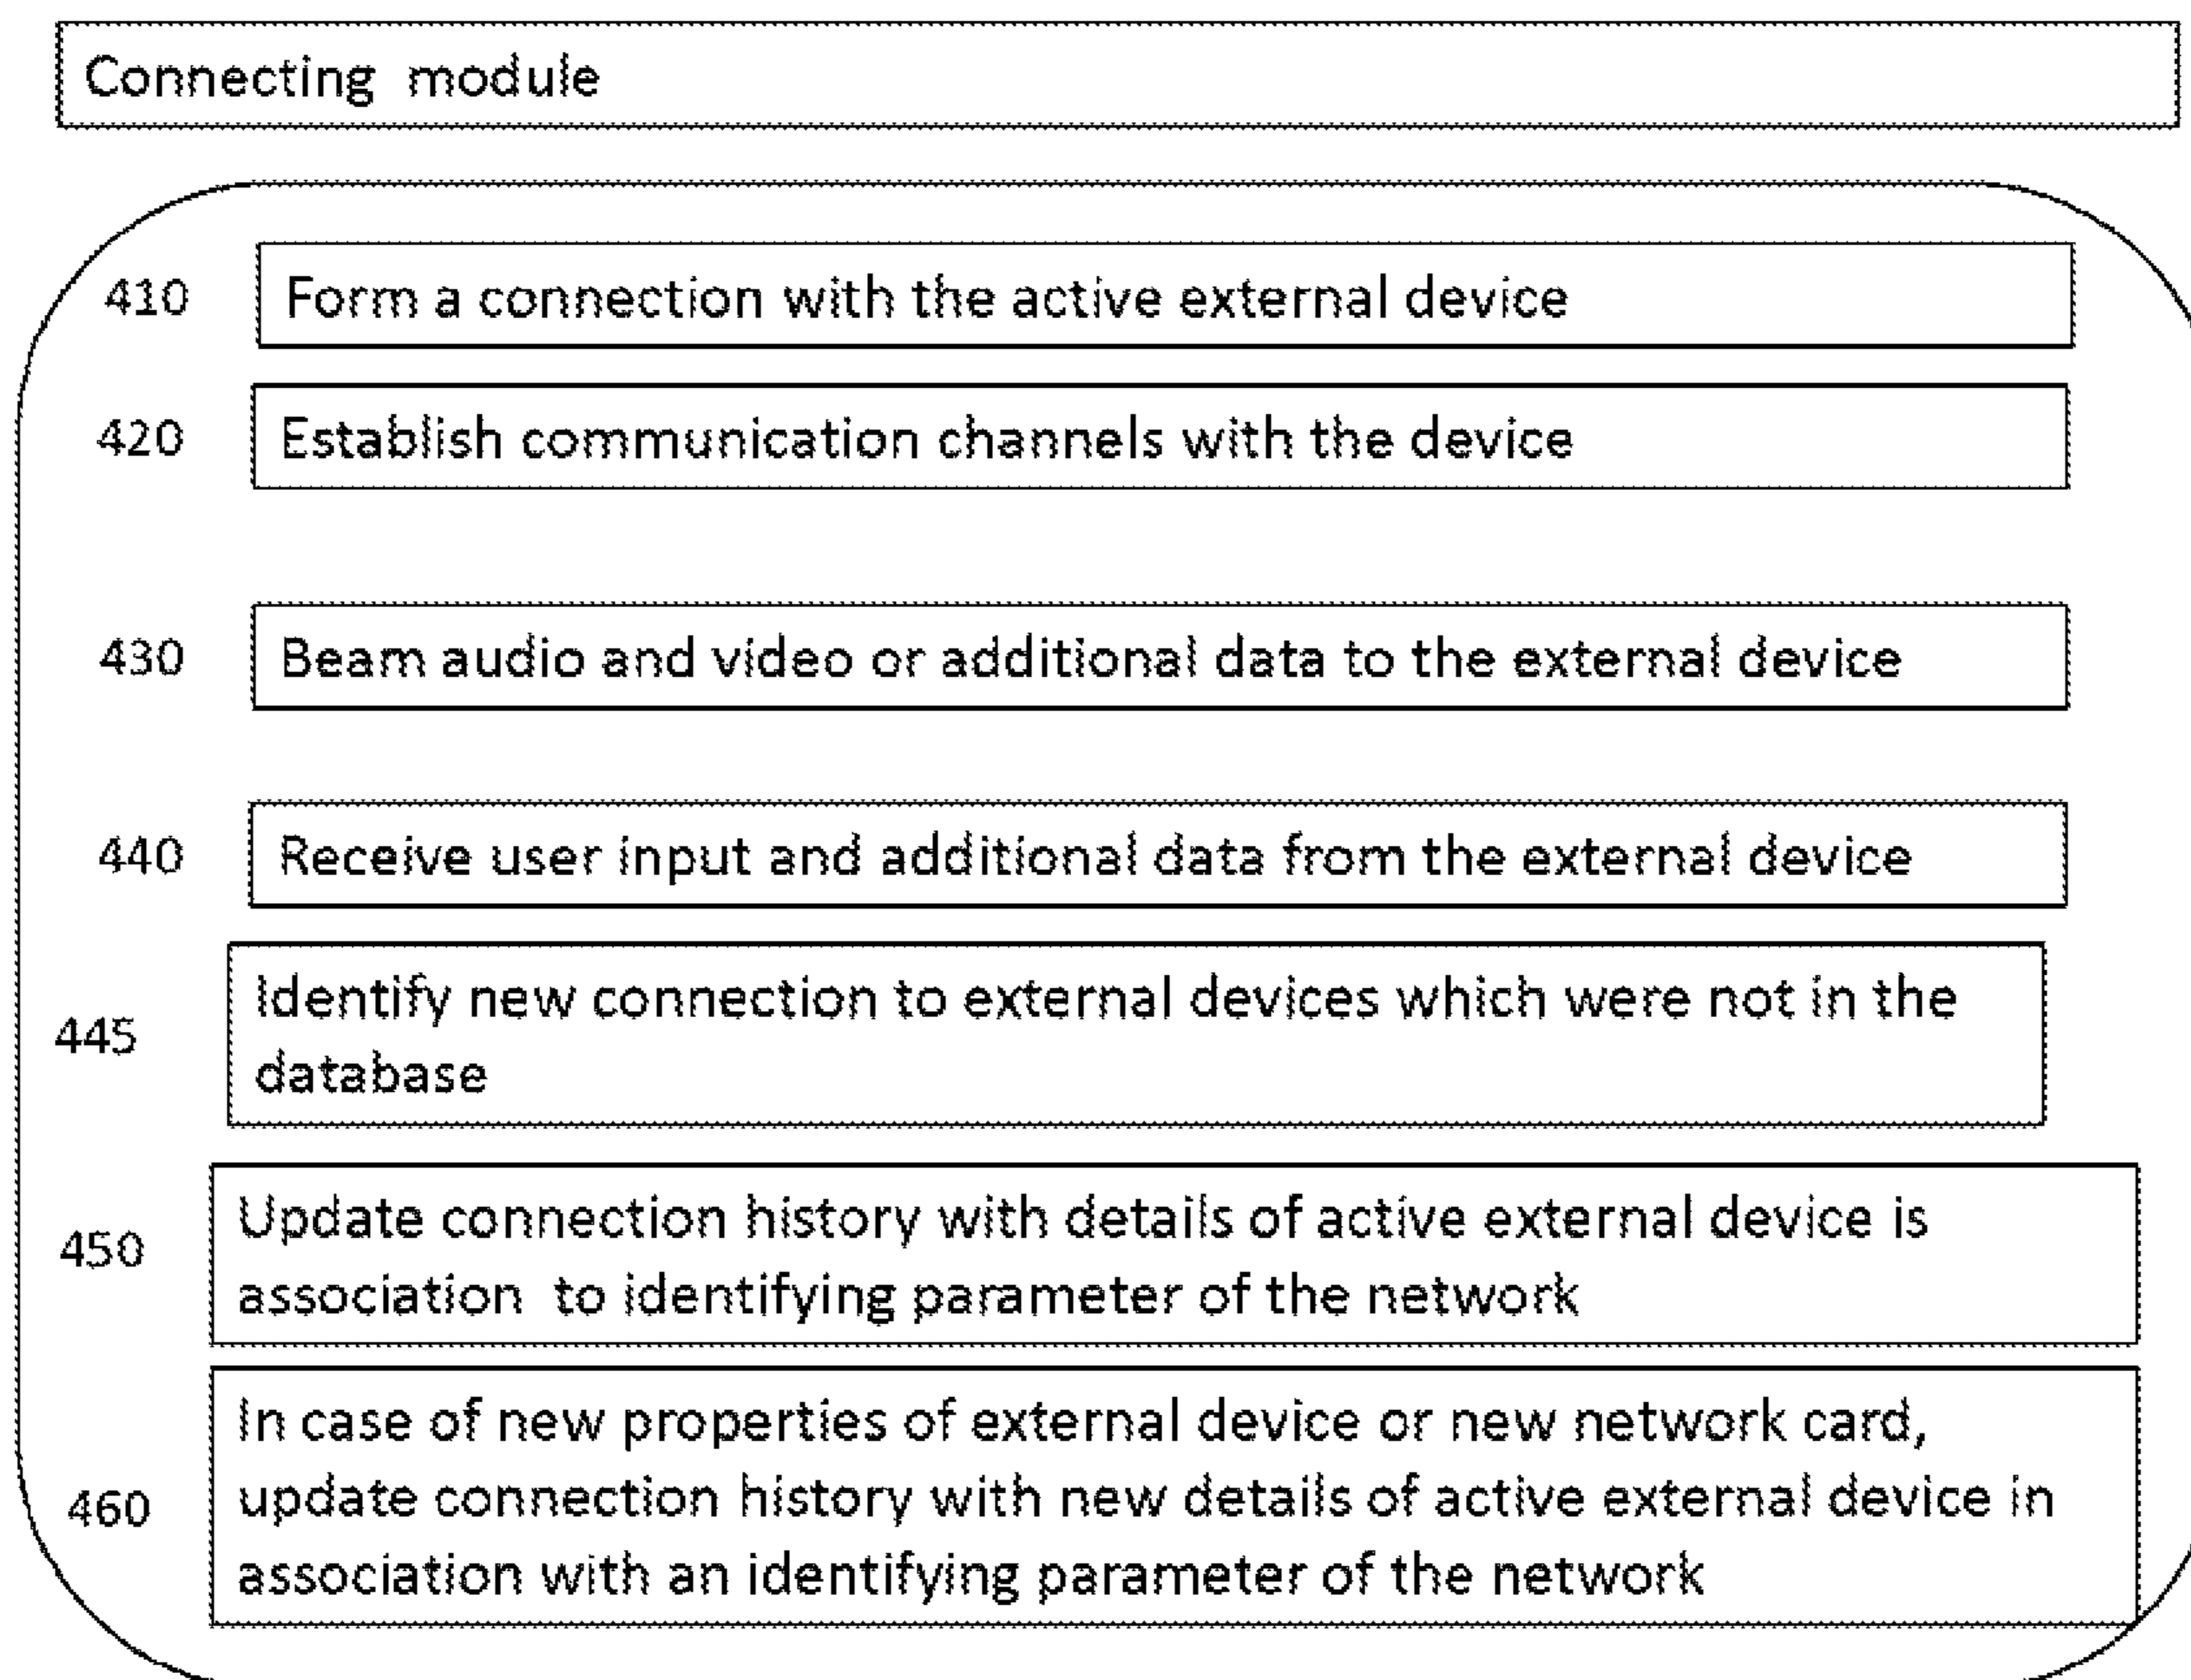 Connecting module
410 Form a connection with the active external device
420 Establish communication channels with the device
430 Beam audio and video or additional data to the external device
440 Receive user input and additional data from the external device
445 Identify new connection to external devices which were not in the
database
450 Update connection history with details of active external device is
association to identifying parameter of the network
460 In case of new properties of external device or new network card,
update connection history with new details of active external device in
association with an identifying parameter of the network